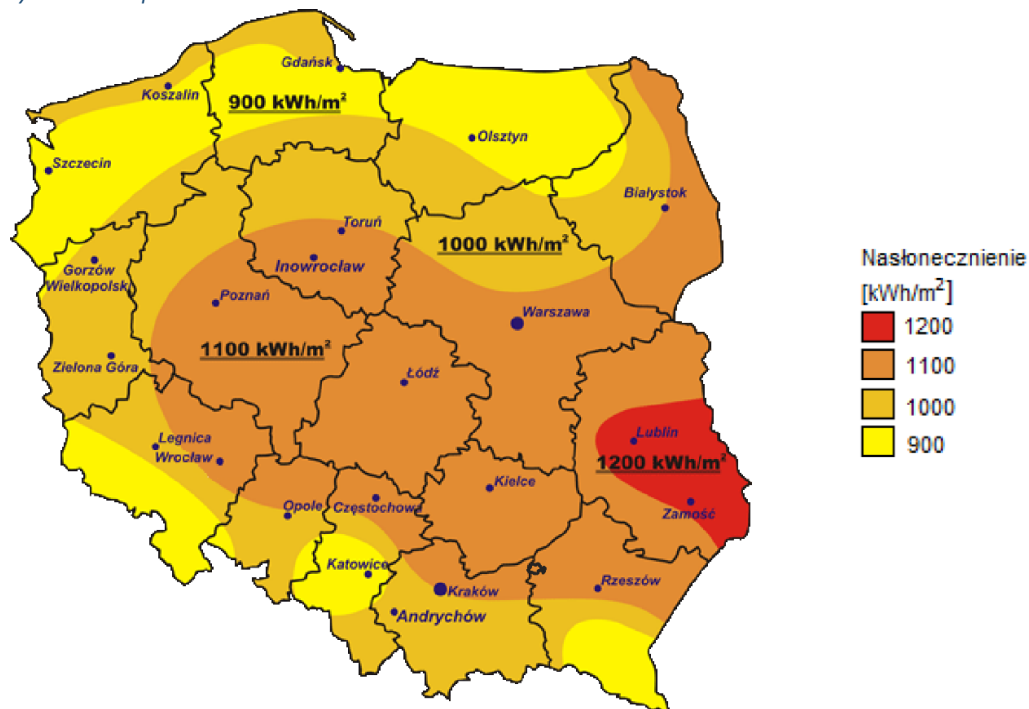 Gdańsk
Koszalin
900 kWh/m²
Olsztyn
Szczecin
Białystok
Toruń
1000 kWh/m²
Inowrocław
Gorzów
Wielkopolski
Poznań
Warszawa
1100 kWh/m²
Zielona Góra
Łódź
Legnica
Wrocław
Lublin
1200 kWh/m²
Kielce
Opole
Częstochowa
Zamość
Katowice
Kraków
Rzeszów
Andrychów
Nasłonecznienie
[kWh/m²]
1200
1100
1000
900